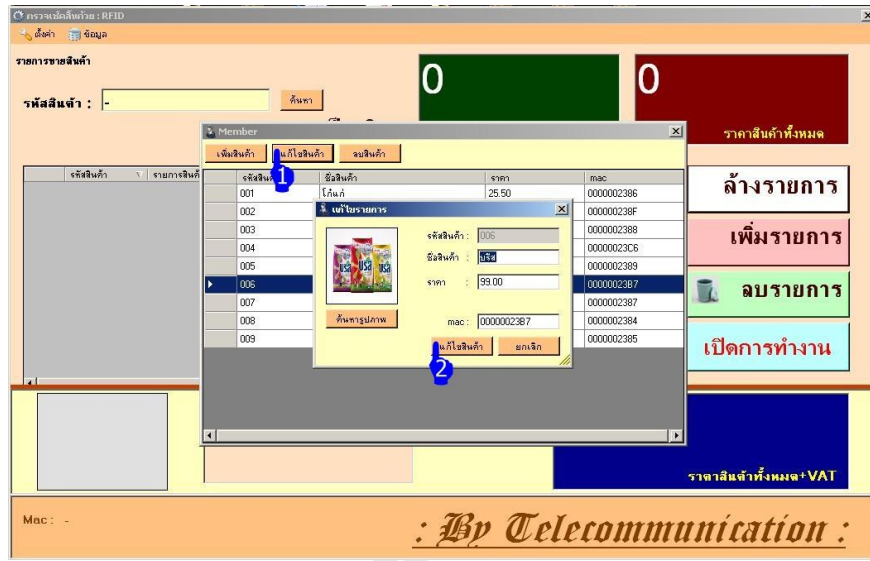 ตรวจเช็คสิ้นค้าย : RFID
ตั้งค่า ข้อมูล
รายการขายสินค้า
0
0
รหัสสินค้า : -
ค้นหา
ราคาสินค้าทั้งหมด
Member
เพิ่มสินค้า แก้ไขสินค้า ลบสินค้า
1
รหัสสินค้า รายการสินค้
รหัสสินค้า ชื่อสินค้า ราคา mac
001 โก๋แก่ 25.50 0000002386
002 000000238F
003 0000002388
004 00000023C6
005 0000002389
006 00000023B7
007 0000002387
008 0000002384
009 0000002385
แก้ไขรายการ
รหัสสินค้า : 006
ชื่อสินค้า : บรีส
ราคา : 99.00
ค้นหารูปภาพ
mac : 00000023B7
แก้ไขสินค้า ยกเลิก
2
บรีส
ล้างรายการ
เพิ่มรายการ
ลบรายการ
เปิดการทำงาน
ราคาสินค้าทั้งหมด+VAT
Mac : -
: By Telecommunication :